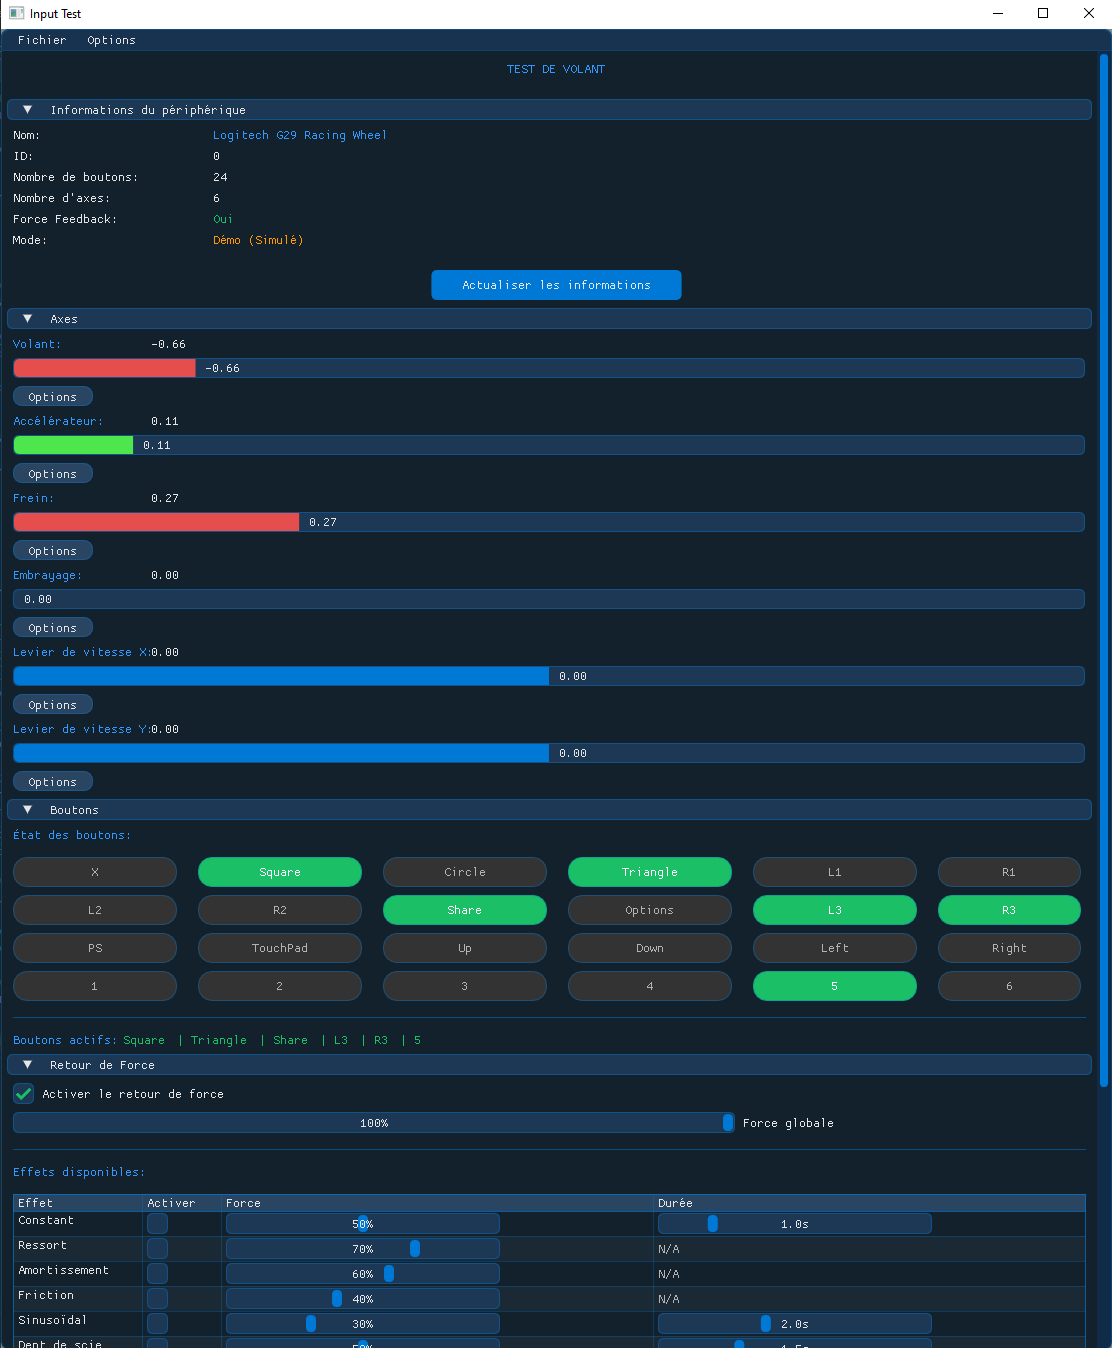 Input Test
Fichier Options
TEST DE VOLANT
Informations du périphérique
Nom: Logitech G29 Racing Wheel
ID: 0
Nombre de boutons: 24
Nombre d'axes: 6
Force Feedback: Oui
Mode: Démo (Simulé)
Actualiser les informations
Axes
Volant: -0.66
-0.66
Options
Accélérateur: 0.11
0.11
Options
Frein: 0.27
0.27
Options
Embrayage: 0.00
0.00
Options
Levier de vitesse X:0.00
0.00
Options
Levier de vitesse Y:0.00
0.00
Options
Boutons
État des boutons:
X Square Circle Triangle L1 R1
L2 R2 Share Options L3 R3
PS TouchPad Up Down Left Right
1 2 3 4 5 6
Boutons actifs: Square | Triangle | Share | L3 | R3 | 5
Retour de Force
Activer le retour de force
100% Force globale
Effets disponibles:
Effet Activer Force Durée
Constant 50% 1.0s
Ressort 70% N/A
Amortissement 60% N/A
Friction 40% N/A
Sinusoïdal 30% 2.0s
Dent de scie 50% 1.5s